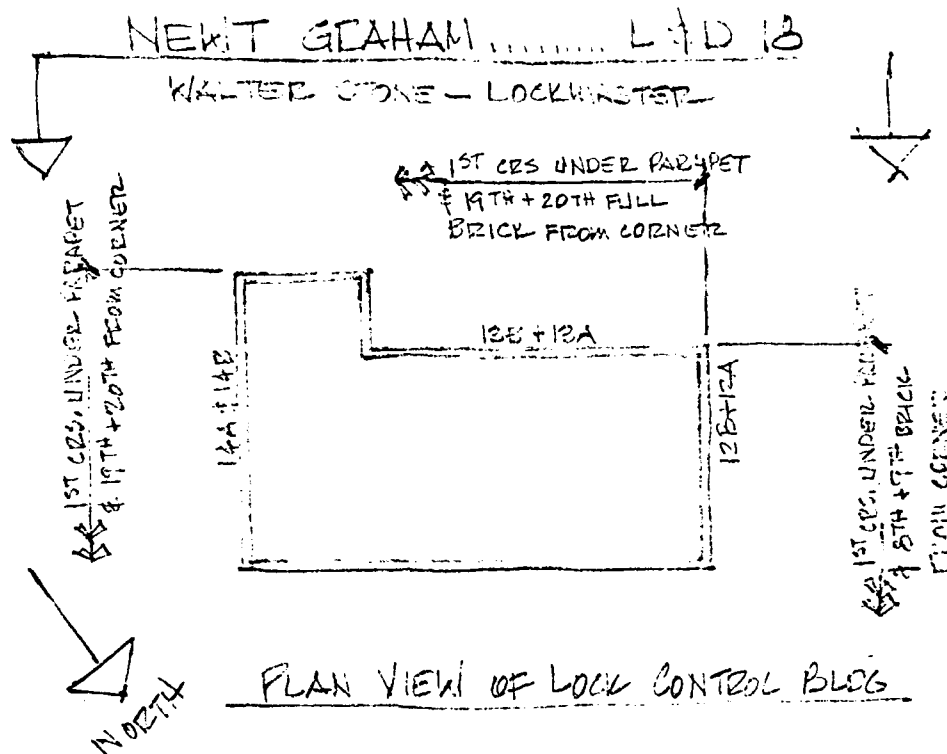 NEWT GRAHAM ......... L & D 18
WALTER STONE – LOCKMASTER
1ST CRS UNDER PARAPET
& 19TH + 20TH FULL
BRICK FROM CORNER
1ST CRS. UNDER PARAPET
& 19TH + 20TH FROM CORNER
13B + 13A
14A + 14B
12B + 12A
1ST CRS. UNDER PARAPET
& 8TH + 9TH BRICK
FROM CORNER
NORTH
PLAN VIEW OF LOCK CONTROL BLDG